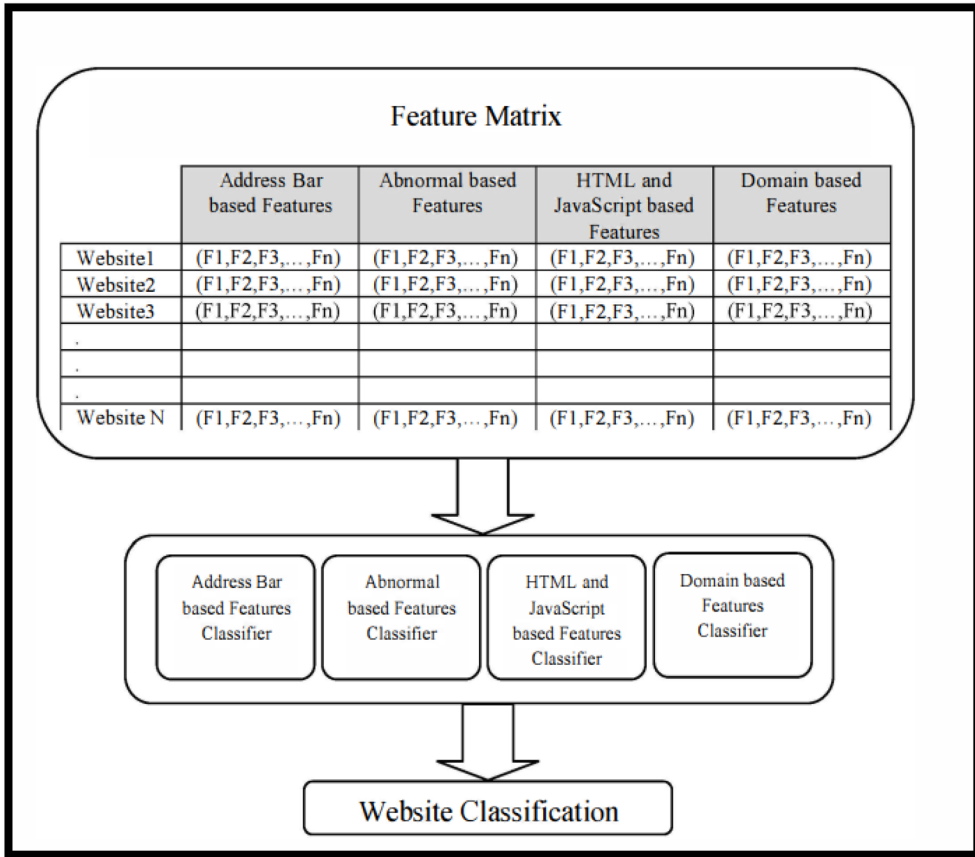 Feature Matrix
Address Bar based Features Abnormal based Features HTML and JavaScript based Features Domain based Features
Website1 (F1,F2,F3,…,Fn) (F1,F2,F3,…,Fn) (F1,F2,F3,…,Fn) (F1,F2,F3,…,Fn)
Website2 (F1,F2,F3,…,Fn) (F1,F2,F3,…,Fn) (F1,F2,F3,…,Fn) (F1,F2,F3,…,Fn)
Website3 (F1,F2,F3,…,Fn) (F1,F2,F3,…,Fn) (F1,F2,F3,…,Fn) (F1,F2,F3,…,Fn)
.
.
.
Website N (F1,F2,F3,…,Fn) (F1,F2,F3,…,Fn) (F1,F2,F3,…,Fn) (F1,F2,F3,…,Fn)
Address Bar
based Features
Classifier
Abnormal
based Features
Classifier
HTML and
JavaScript
based Features
Classifier
Domain based
Features
Classifier
Website Classification